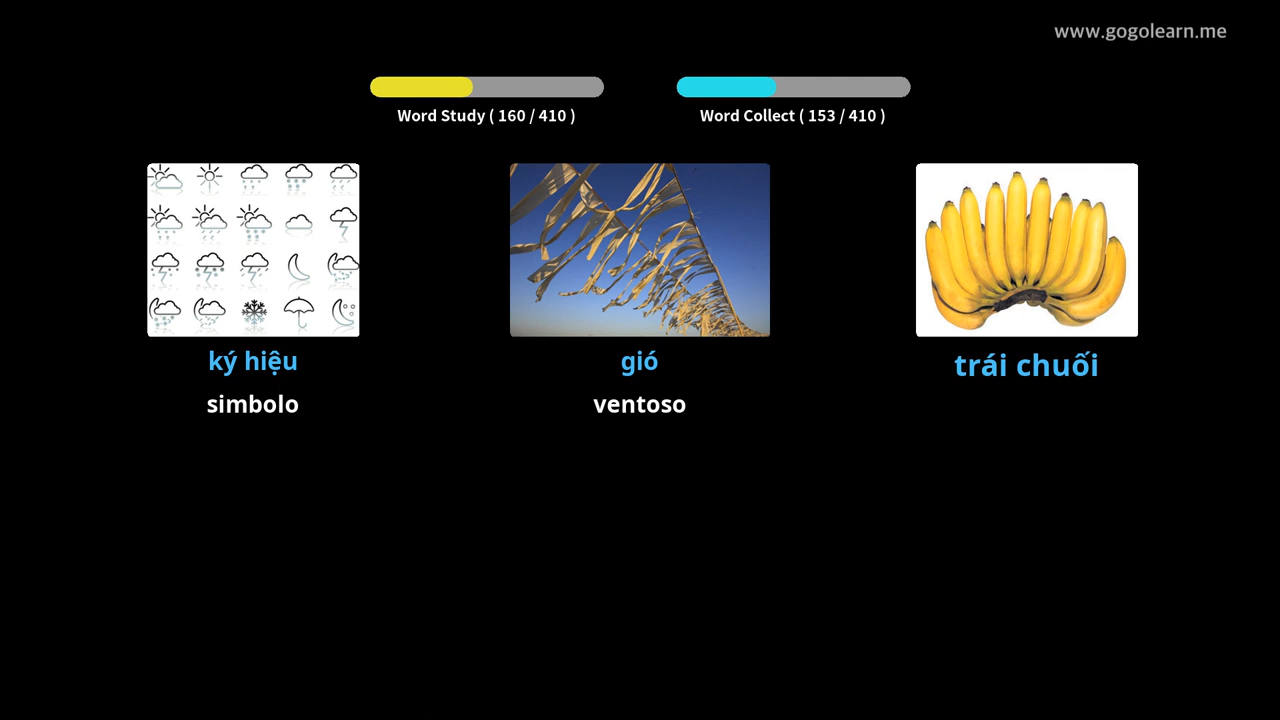 www.gogolearn.me
Word Study ( 160 / 410 )
Word Collect ( 153 / 410 )
ký hiệu
gió
trái chuối
simbolo
ventoso